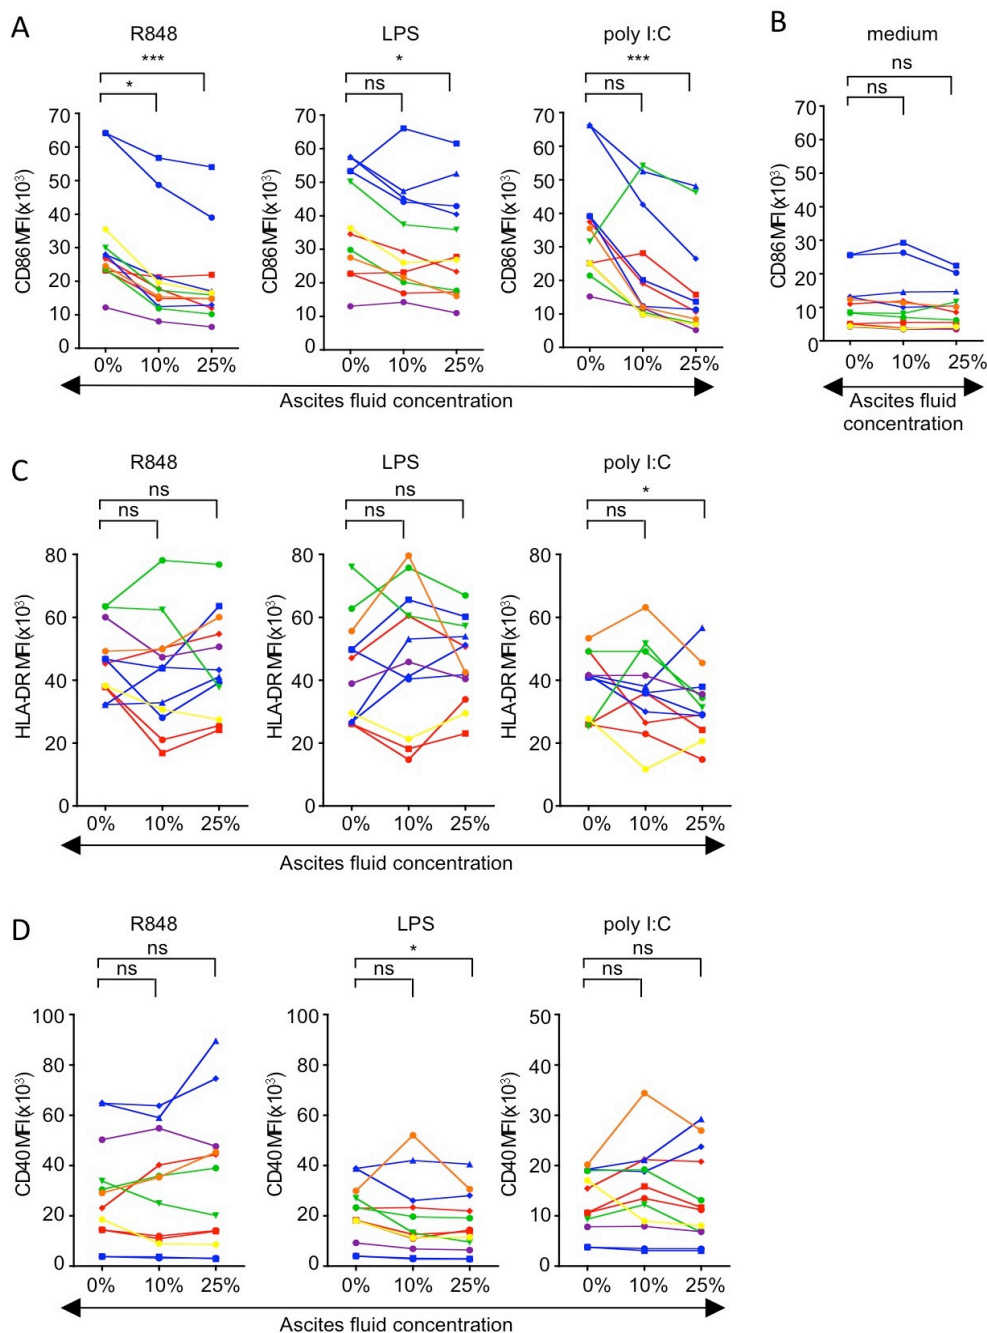 A
R848
LPS
poly I:C
***
*
***
*
ns
ns
CD86 MFI(x10³)
70
60
50
40
30
20
10
0
0% 10% 25%
CD86 MFI(x10³)
70
60
50
40
30
20
10
0
0% 10% 25%
CD86 MFI(x10³)
70
60
50
40
30
20
10
0
0% 10% 25%
Ascites fluid concentration
B
medium
ns
ns
CD86 MFI(x10³)
70
60
50
40
30
20
10
0
0% 10% 25%
Ascites fluid
concentration
C
R848
LPS
poly I:C
ns
ns
*
ns
ns
ns
HLA-DR MFI(x10³)
80
60
40
20
0
0% 10% 25%
HLA-DR MFI(x10³)
80
60
40
20
0
0% 10% 25%
HLA-DR MFI(x10³)
80
60
40
20
0
0% 10% 25%
Ascites fluid concentration
D
R848
LPS
poly I:C
ns
*
ns
ns
ns
ns
CD40 MFI(x10³)
100
80
60
40
20
0
0% 10% 25%
CD40 MFI(x10³)
100
80
60
40
20
0
0% 10% 25%
CD40 MFI(x10³)
50
40
30
20
10
0
0% 10% 25%
Ascites fluid concentration